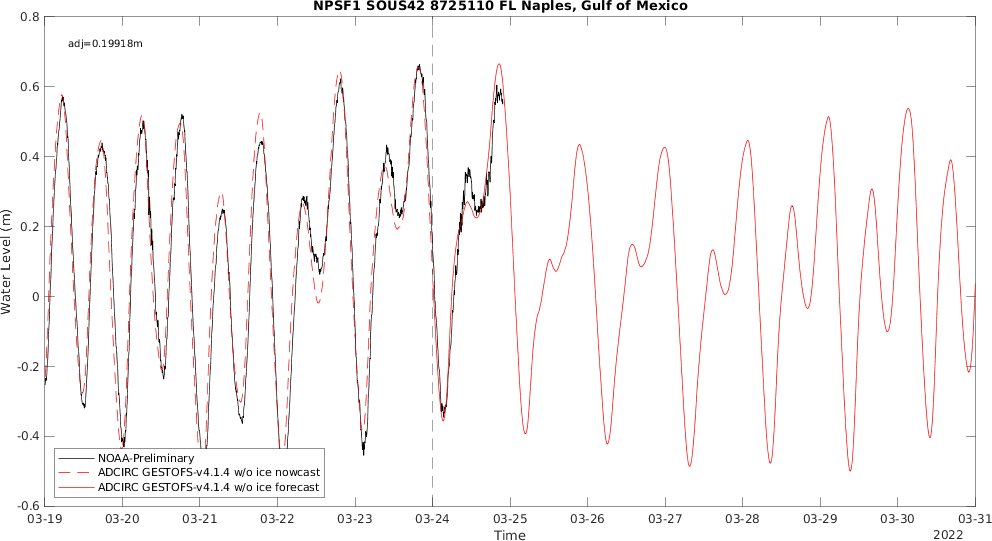 NPSF1 SOUS42 8725110 FL Naples, Gulf of Mexico
adj=0.19918m
0.8
0.6
0.4
0.2
0
-0.2
-0.4
-0.6
Water Level (m)
NOAA-Preliminary
ADCIRC GESTOFS-v4.1.4 w/o ice nowcast
ADCIRC GESTOFS-v4.1.4 w/o ice forecast
03-19 03-20 03-21 03-22 03-23 03-24 03-25 03-26 03-27 03-28 03-29 03-30 03-31
Time
2022